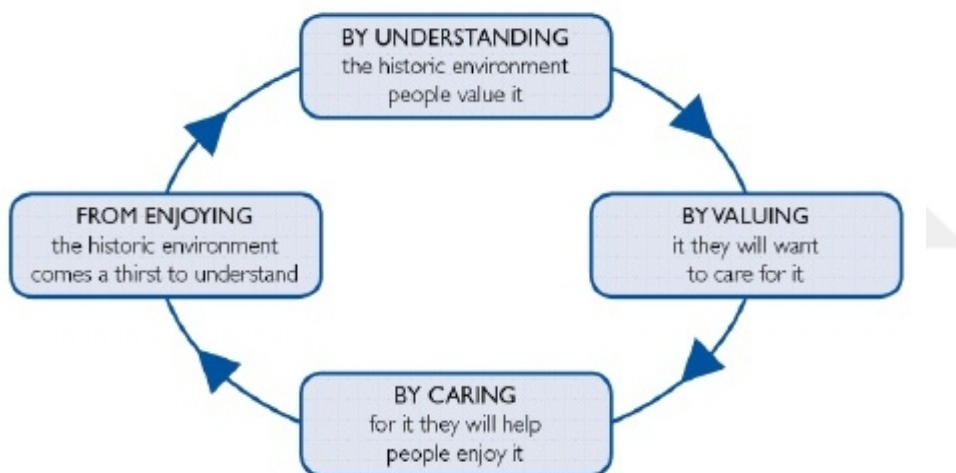 BY UNDERSTANDING
the historic environment
people value it
BY VALUING
it they will want
to care for it
BY CARING
for it they will help
people enjoy it
FROM ENJOYING
the historic environment
comes a thirst to understand